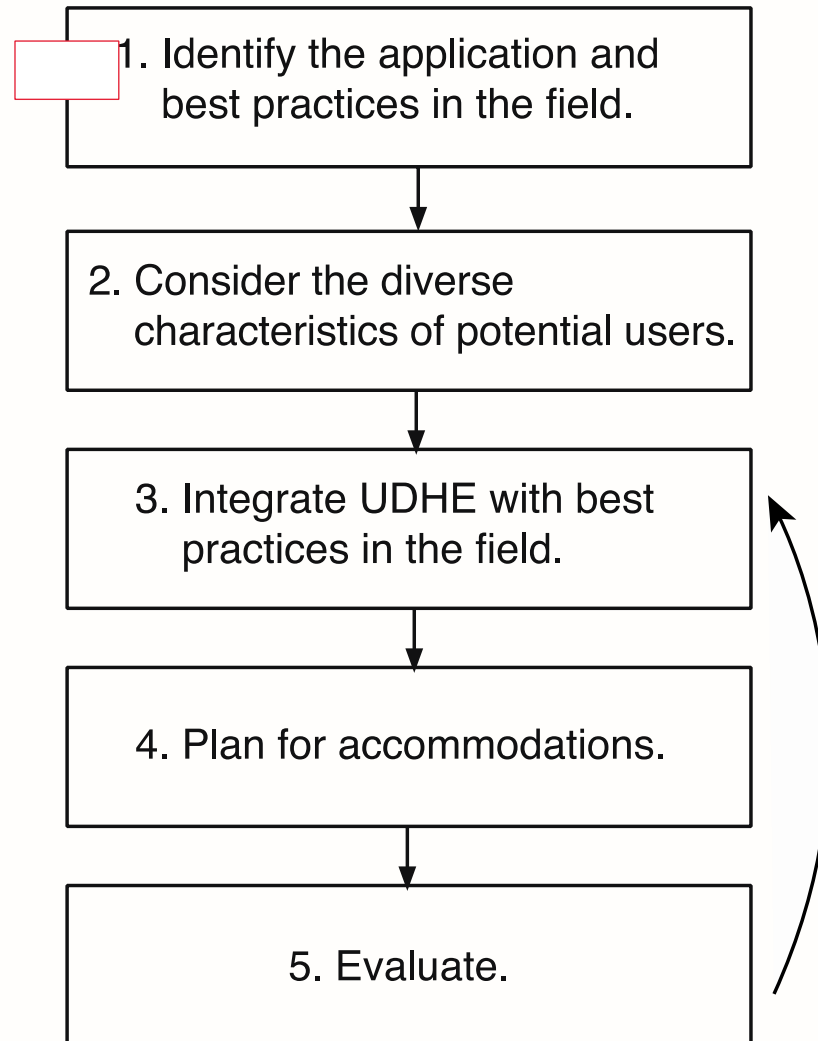 1. Identify the application and
best practices in the field.
2. Consider the diverse
characteristics of potential users.
3. Integrate UDHE with best
practices in the field.
4. Plan for accommodations.
5. Evaluate.